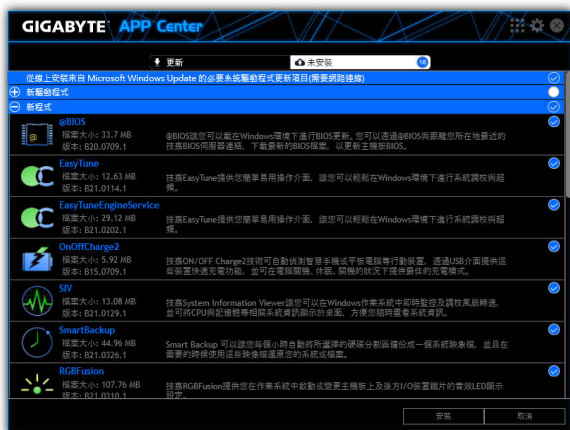 GIGABYTE APP Center
更新
未安裝 18
從線上安裝來自 Microsoft Windows Update 的必要系統驅動程式更新項目(需要網路連線)
新驅動程式
新程式
@BIOS
檔案大小: 33.7 MB
版本: B20.0709.1
@BIOS讓您可以載在Windows環境下進行BIOS更新。您可以透過@BIOS與距離您所在地最近的
技嘉BIOS伺服器連結，下載最新的BIOS檔案，以更新主機板BIOS。
EasyTune
檔案大小: 12.63 MB
版本: B21.0114.1
技嘉EasyTune提供您簡單易用操作介面，讓您可以輕鬆在Windows環境下進行系統調校與超
頻。
EasyTuneEngineService
檔案大小: 29.12 MB
版本: B21.0202.1
技嘉EasyTune提供您簡單易用操作介面，讓您可以輕鬆在Windows環境下進行系統調校與超
頻。
OnOffCharge2
檔案大小: 5.92 MB
版本: B15.0709.1
技嘉ON/OFF Charge2技術可自動偵測智慧手機或平板電腦等行動裝置，透過USB介面提供這
些裝置快速充電功能，並可在電腦開機、休眠、關機的狀況下提供最佳的充電模式。
SIV
檔案大小: 13.08 MB
版本: B21.0129.1
技嘉System Information Viewer讓您可以在Windows作業系統中即時監控及調校風扇轉速，
並可將CPU與記憶體等相關系統資訊顯示於桌面，方便您隨時查看系統資訊。
SmartBackup
檔案大小: 44.96 MB
版本: B21.0326.1
Smart Backup 可以讓您每個小時自動將所選擇的硬碟分割區備份成一個系統映像檔，並且在
需要的時候使用這些映像檔還原您的系統或檔案。
RGBFusion
檔案大小: 107.76 MB
版本: B21.0310.1
技嘉RGBFusion提供您在作業系統中啟動或變更主機板上及後方I/O裝置鐵片的音效LED顯示
設定。
安裝
取消